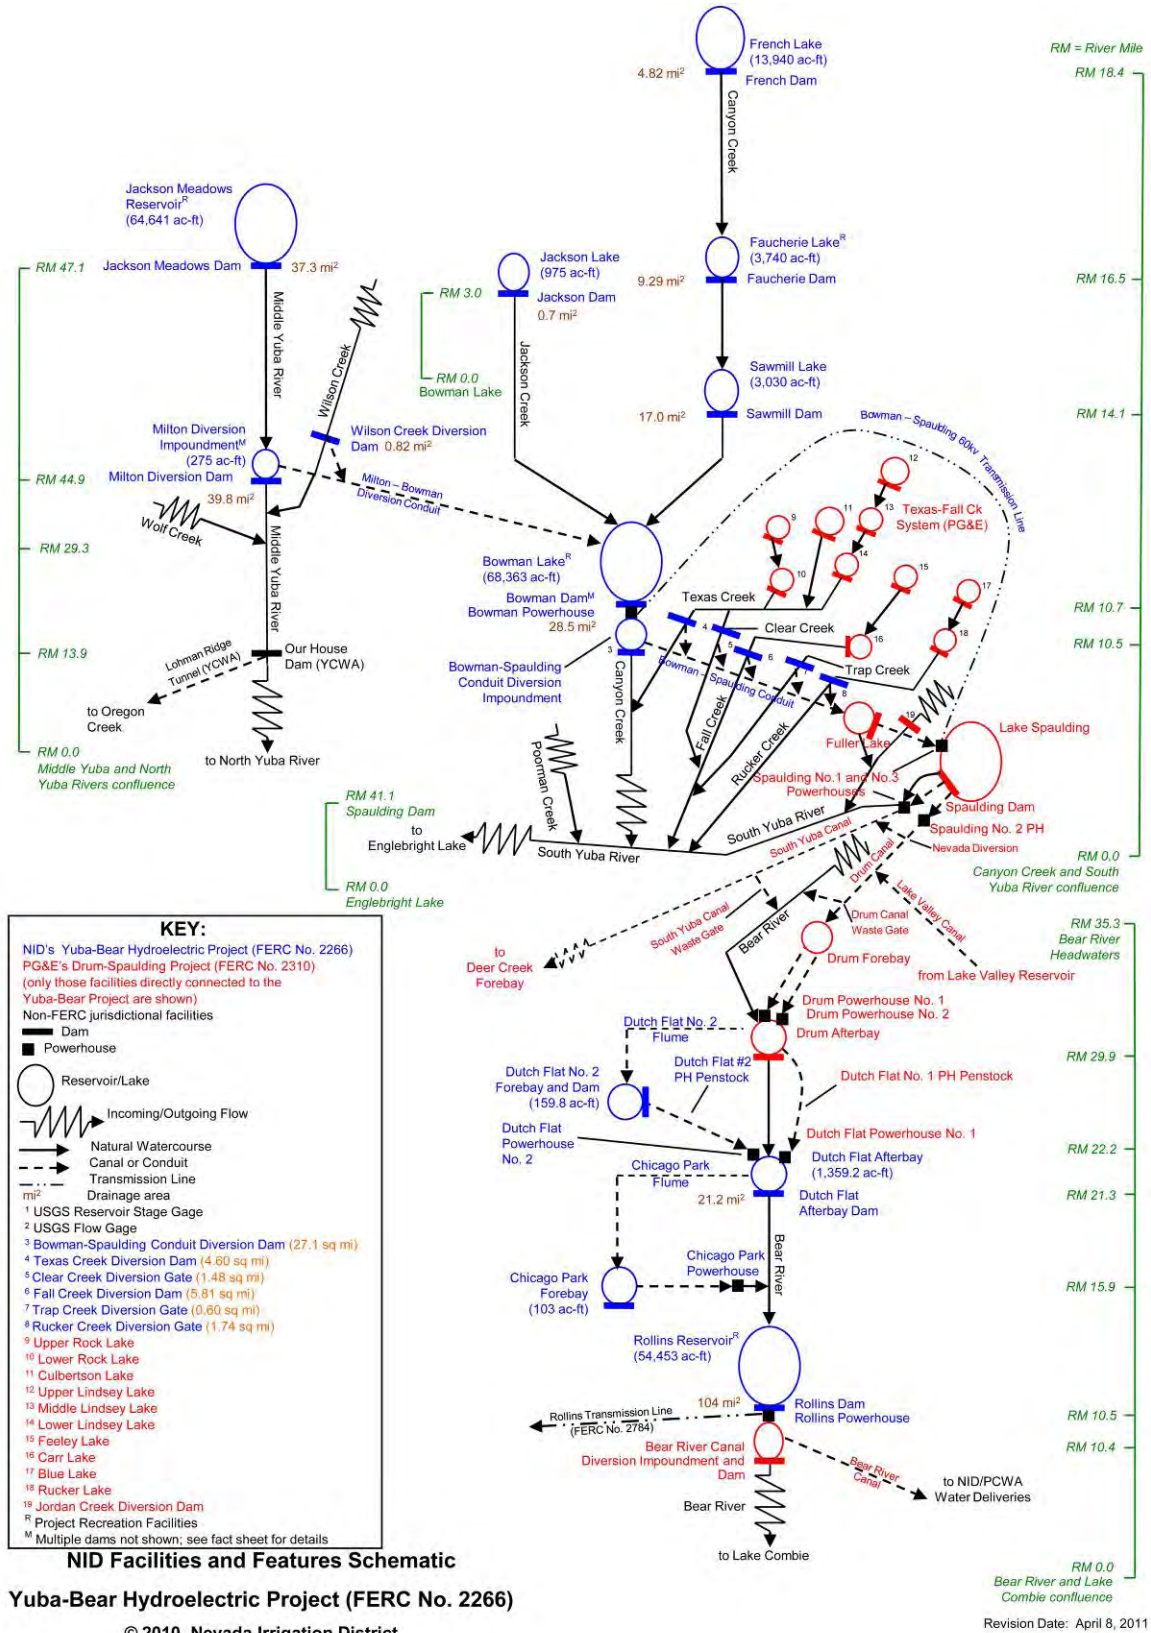 French Lake
(13,940 ac-ft)
4.82 mi²
French Dam
RM = River Mile
RM 18.4
Canyon Creek
Jackson Meadows
Reservoir^R
(64,641 ac-ft)
Jackson Meadows Dam
37.3 mi²
RM 47.1
Jackson Lake
(975 ac-ft)
RM 3.0
Jackson Dam
0.7 mi²
Faucherie Lake^R
(3,740 ac-ft)
9.29 mi²
Faucherie Dam
RM 16.5
Middle Yuba River
Wilson Creek
Jackson Creek
RM 0.0
Bowman Lake
Sawmill Lake
(3,030 ac-ft)
17.0 mi²
Sawmill Dam
RM 14.1
Milton Diversion
Impoundment^M
(275 ac-ft)
Milton Diversion Dam
RM 44.9
39.8 mi²
Wilson Creek Diversion
Dam 0.82 mi²
Milton – Bowman
Diversion Conduit
Bowman – Spaulding 60kv Transmission Line
Wolf Creek
RM 29.3
Middle Yuba River
Bowman Lake^R
(68,363 ac-ft)
Bowman Dam^M
Bowman Powerhouse
28.5 mi²
12
9
11
13
Texas-Fall Ck
System (PG&E)
14
10
15
17
Texas Creek
RM 10.7
4
Clear Creek
18
5
16
RM 10.5
3
6
Trap Creek
7
8
Bowman – Spaulding Conduit
Bowman-Spaulding
Conduit Diversion
Impoundment
RM 13.9
Lohman Ridge
Tunnel (YCWA)
Our House
Dam (YCWA)
to Oregon
Creek
Canyon Creek
Fall Creek
Rucker Creek
Poorman Creek
19
Fuller Lake
Lake Spaulding
RM 0.0
Middle Yuba and North
Yuba Rivers confluence
to North Yuba River
Spaulding No.1 and No.3
Powerhouses
Spaulding Dam
Spaulding No. 2 PH
Nevada Diversion
RM 41.1
Spaulding Dam
to
Englebright Lake
South Yuba River
South Yuba River
South Yuba Canal
Drum Canal
RM 0.0
Canyon Creek and South
Yuba River confluence
RM 0.0
Englebright Lake
Lake Valley Canal
South Yuba Canal
Waste Gate
Bear River
Drum Canal
Waste Gate
RM 35.3
Bear River
Headwaters
to
Deer Creek
Forebay
Drum Forebay
from Lake Valley Reservoir
Drum Powerhouse No. 1
Drum Powerhouse No. 2
Dutch Flat No. 2
Flume
Drum Afterbay
RM 29.9
Dutch Flat No. 2
Forebay and Dam
(159.8 ac-ft)
Dutch Flat #2
PH Penstock
Dutch Flat No. 1 PH Penstock
Dutch Flat
Powerhouse
No. 2
Dutch Flat Powerhouse No. 1
RM 22.2
Chicago Park
Flume
Dutch Flat Afterbay
(1,359.2 ac-ft)
21.2 mi²
Dutch Flat
Afterbay Dam
RM 21.3
Bear River
Chicago Park
Powerhouse
Chicago Park
Forebay
(103 ac-ft)
RM 15.9
Rollins Reservoir^R
(54,453 ac-ft)
104 mi²
Rollins Dam
Rollins Powerhouse
Rollins Transmission Line
(FERC No. 2784)
RM 10.5
Bear River Canal
Diversion Impoundment and
Dam
RM 10.4
Bear River
Canal
to NID/PCWA
Water Deliveries
Bear River
to Lake Combie
RM 0.0
Bear River and Lake
Combie confluence
KEY:
NID's Yuba-Bear Hydroelectric Project (FERC No. 2266)
PG&E's Drum-Spaulding Project (FERC No. 2310)
(only those facilities directly connected to the
Yuba-Bear Project are shown)
Non-FERC jurisdictional facilities
Dam
Powerhouse
Reservoir/Lake
Incoming/Outgoing Flow
Natural Watercourse
Canal or Conduit
Transmission Line
mi² Drainage area
1 USGS Reservoir Stage Gage
2 USGS Flow Gage
3 Bowman-Spaulding Conduit Diversion Dam (27.1 sq mi)
4 Texas Creek Diversion Dam (4.60 sq mi)
5 Clear Creek Diversion Gate (1.48 sq mi)
6 Fall Creek Diversion Dam (5.81 sq mi)
7 Trap Creek Diversion Gate (0.60 sq mi)
8 Rucker Creek Diversion Gate (1.74 sq mi)
9 Upper Rock Lake
10 Lower Rock Lake
11 Culbertson Lake
12 Upper Lindsey Lake
13 Middle Lindsey Lake
14 Lower Lindsey Lake
15 Feeley Lake
16 Carr Lake
17 Blue Lake
18 Rucker Lake
19 Jordan Creek Diversion Dam
R Project Recreation Facilities
M Multiple dams not shown; see fact sheet for details
NID Facilities and Features Schematic
Yuba-Bear Hydroelectric Project (FERC No. 2266)
© 2010, Nevada Irrigation District
Revision Date: April 8, 2011